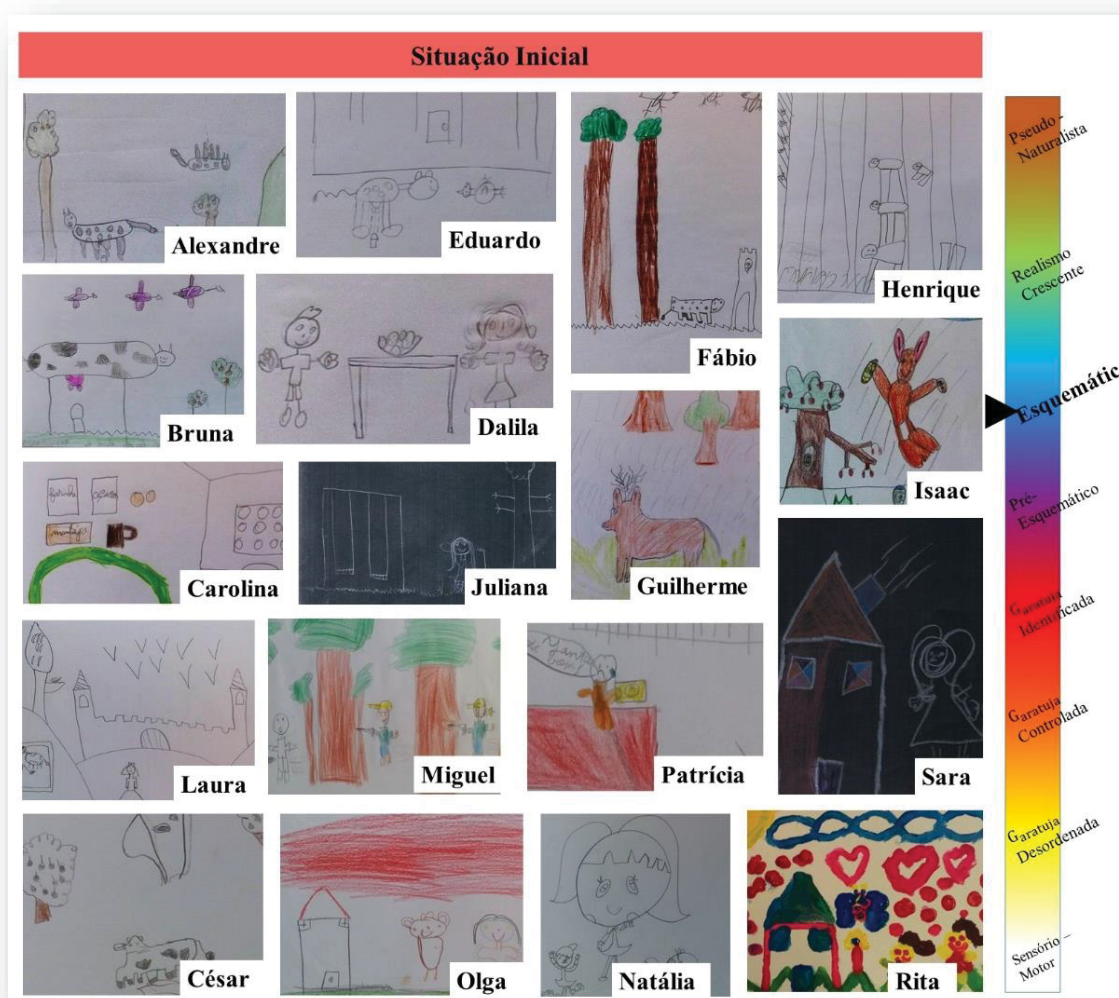 Situação Inicial
Alexandre
Eduardo
Fábio
Henrique
Bruna
Dalila
Isaac
Carolina
Juliana
Guilherme
Laura
Miguel
Patrícia
Sara
César
Olga
Natália
Rita
Pseudo -
Naturalista
Realismo
Crescente
Esquemátic
Pré-
Esquemático
Garatuja
Identificada
Garatuja
Controlada
Garatuja
Desordenada
Sensório –
Motor